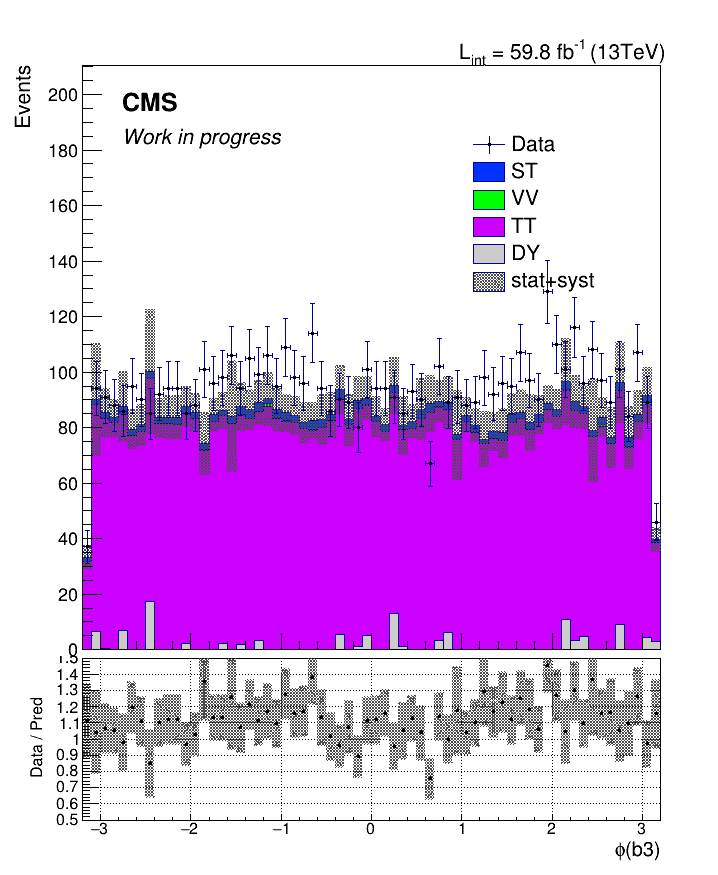 L_int = 59.8 fb^-1 (13TeV)
Events
CMS
Work in progress
Data
ST
VV
TT
DY
stat+syst
200
180
160
140
120
100
80
60
40
20
0
1.5
1.4
1.3
1.2
1.1
1
0.9
0.8
0.7
0.6
0.5
Data / Pred
−3 −2 −1 0 1 2 3
ϕ(b3)